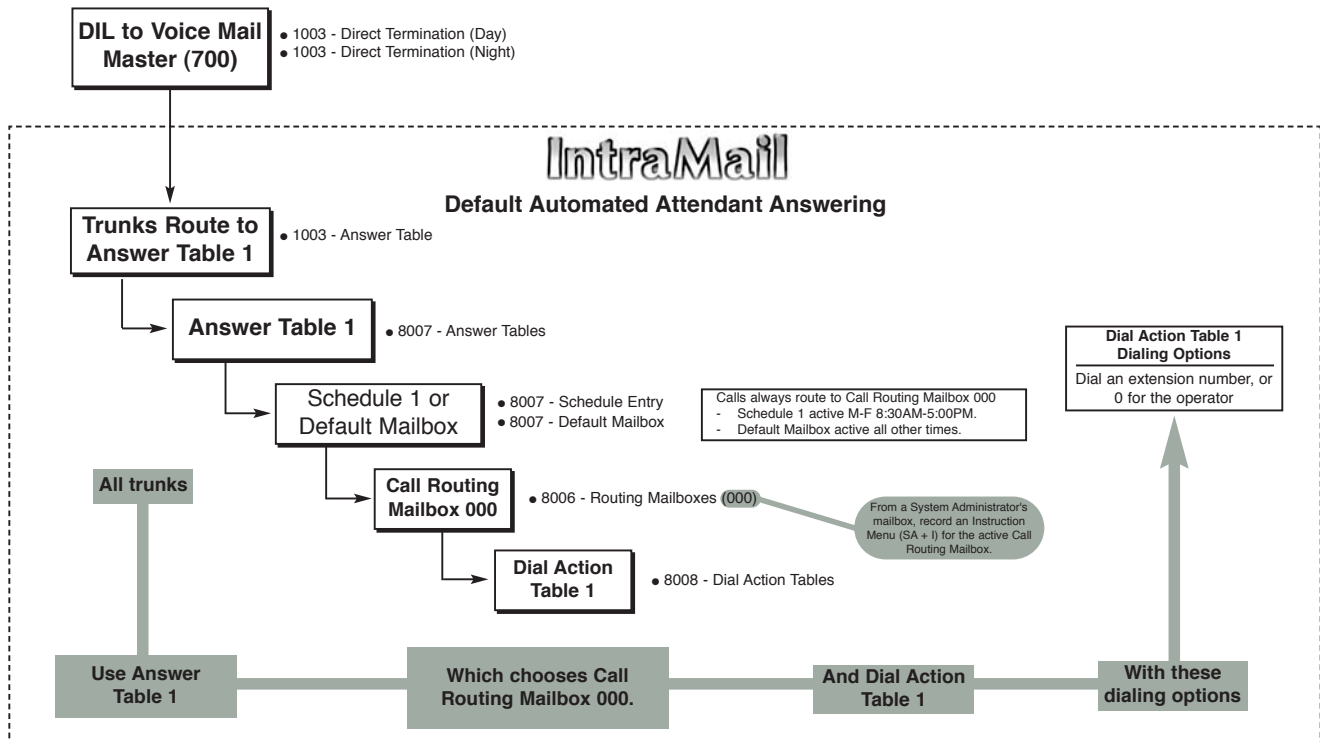 DIL to Voice Mail
Master (700)
● 1003 - Direct Termination (Day)
● 1003 - Direct Termination (Night)
IntraMail
Default Automated Attendant Answering
Trunks Route to
Answer Table 1
● 1003 - Answer Table
Answer Table 1
● 8007 - Answer Tables
Dial Action Table 1
Dialing Options
Dial an extension number, or
0 for the operator
Schedule 1 or
Default Mailbox
● 8007 - Schedule Entry
● 8007 - Default Mailbox
Calls always route to Call Routing Mailbox 000
- Schedule 1 active M-F 8:30AM-5:00PM.
- Default Mailbox active all other times.
All trunks
Call Routing
Mailbox 000
● 8006 - Routing Mailboxes (000)
From a System Administrator's
mailbox, record an Instruction
Menu (SA + I) for the active Call
Routing Mailbox.
Dial Action
Table 1
● 8008 - Dial Action Tables
Use Answer
Table 1
Which chooses Call
Routing Mailbox 000.
And Dial Action
Table 1
With these
dialing options